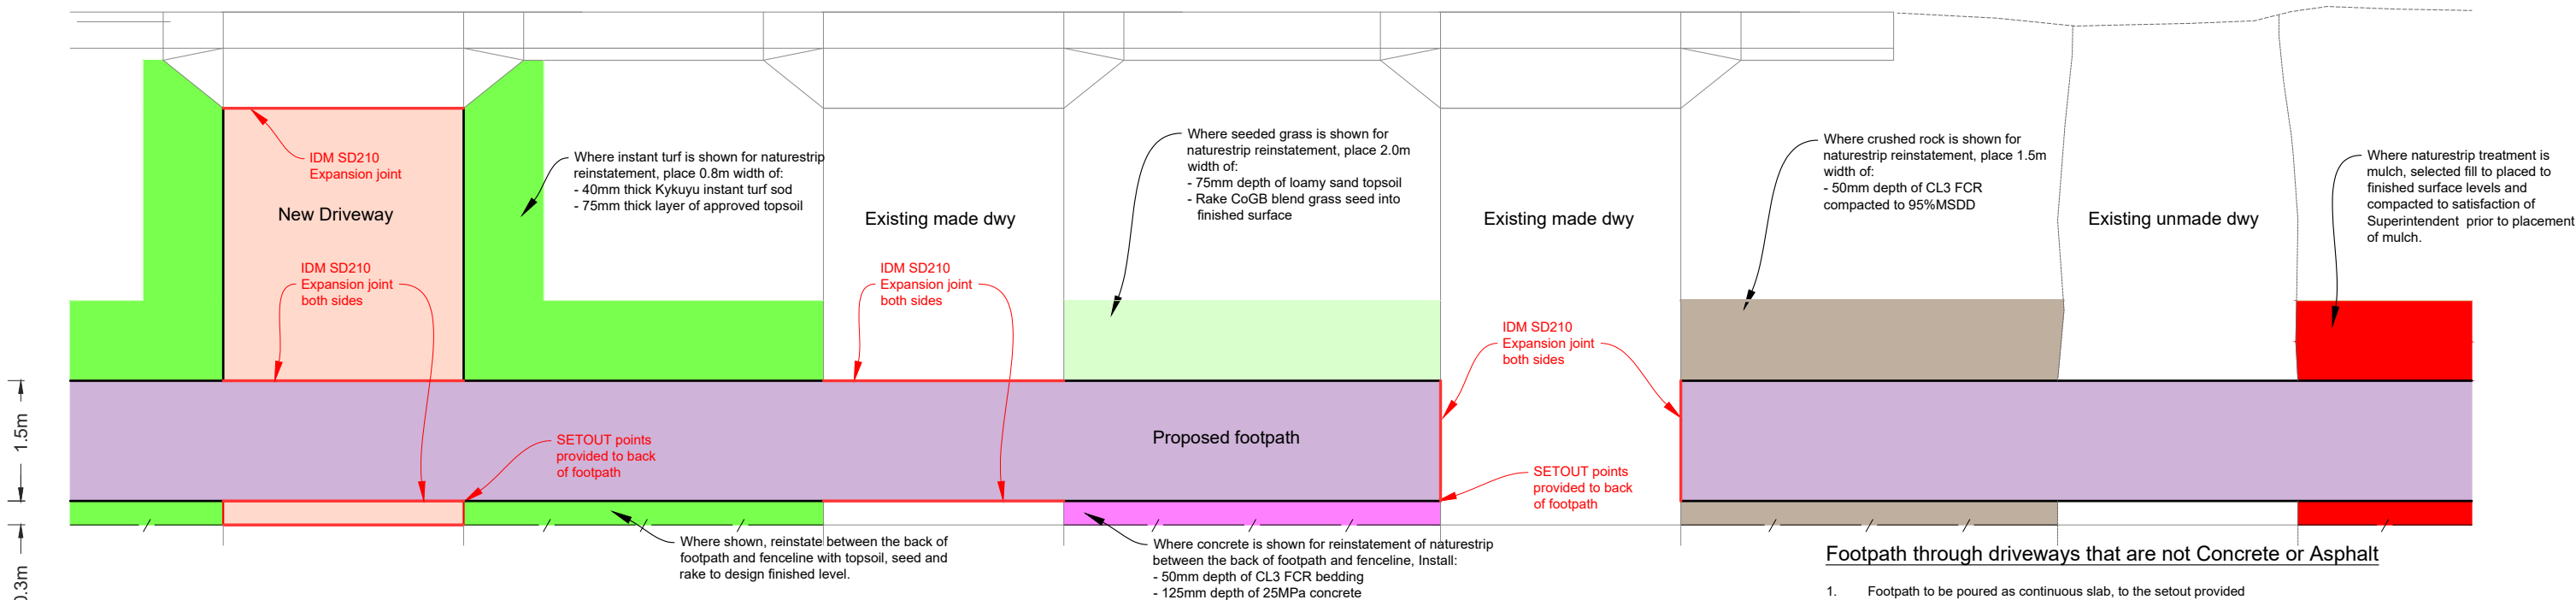 IDM SD210
Expansion joint
New Driveway
IDM SD210
Expansion joint
both sides
Where instant turf is shown for naturestrip
reinstatement, place 0.8m width of:
- 40mm thick Kykuyu instant turf sod
- 75mm thick layer of approved topsoil
Existing made dwy
IDM SD210
Expansion joint
both sides
Where seeded grass is shown for
naturestrip reinstatement, place 2.0m
width of:
- 75mm depth of loamy sand topsoil
- Rake CoGB blend grass seed into
finished surface
Existing made dwy
IDM SD210
Expansion joint
both sides
Where crushed rock is shown for
naturestrip reinstatement, place 1.5m
width of:
- 50mm depth of CL3 FCR
compacted to 95%MSDD
Existing unmade dwy
Where naturestrip treatment is
mulch, selected fill to placed to
finished surface levels and
compacted to satisfaction of
Superintendent prior to placement
of mulch.
1.5m
SETOUT points
provided to back
of footpath
Proposed footpath
SETOUT points
provided to back
of footpath
0.3m
Where shown, reinstate between the back of
footpath and fenceline with topsoil, seed and
rake to design finished level.
Where concrete is shown for reinstatement of naturestrip
between the back of footpath and fenceline, Install:
- 50mm depth of CL3 FCR bedding
- 125mm depth of 25MPa concrete
Footpath through driveways that are not Concrete or Asphalt
1. Footpath to be poured as continuous slab, to the setout provided